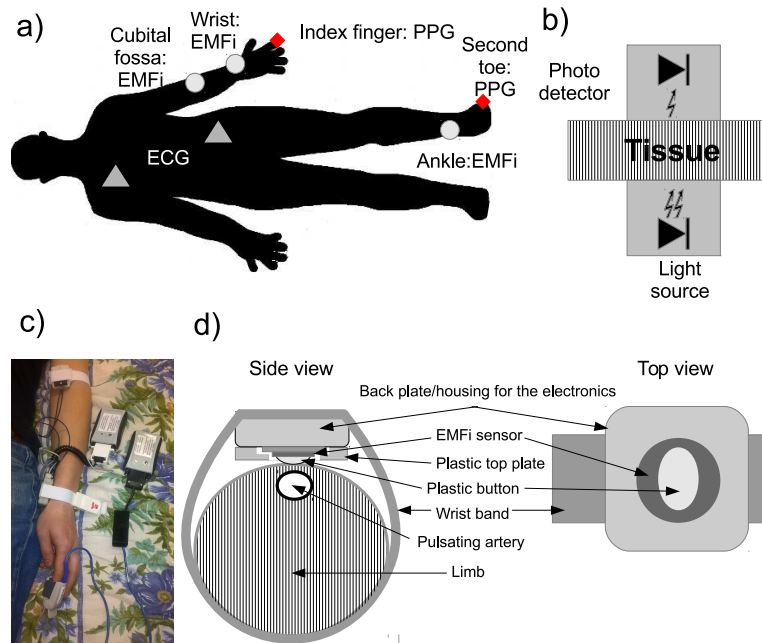 a)
Wrist:
EMFi
Cubital
fossa:
EMFi
Index finger: PPG
Second
toe:
PPG
ECG
Ankle:EMFi
b)
Photo
detector
Tissue
Light
source
c)
d)
Side view
Top view
Back plate/housing for the electronics
EMFi sensor
Plastic top plate
Plastic button
Wrist band
Pulsating artery
Limb